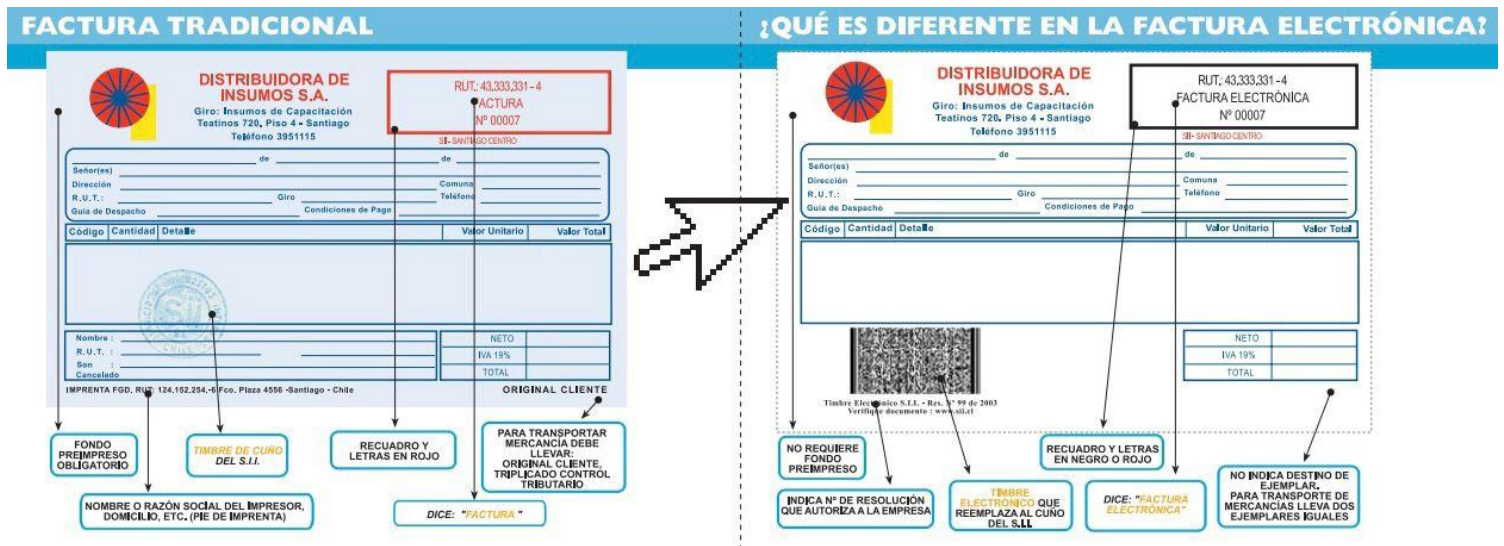 FACTURA TRADICIONAL
DISTRIBUIDORA DE
INSUMOS S.A.
Giro: Insumos de Capacitación
Teatinos 720, Piso 4 - Santiago
Teléfono 3951115
RUT.: 43,333,331 - 4
FACTURA
Nº 00007
SII - SANTIAGO CENTRO
de de
Señor(es)
Dirección Comuna
R.U.T.: Giro Teléfono
Guia de Despacho Condiciones de Pago
Código Cantidad Detalle Valor Unitario Valor Total
Nombre :
R.U.T. :
Son :
Cancelado
NETO
IVA 19%
TOTAL
IMPRENTA FGD. RUT: 124.152.254.-6 Fco. Plaza 4556 -Santiago - Chile
ORIGINAL CLIENTE
FONDO
PREIMPRESO
OBLIGATORIO
TIMBRE DE CUÑO
DEL S.I.I.
RECUADRO Y
LETRAS EN ROJO
PARA TRANSPORTAR
MERCANCÍA DEBE
LLEVAR:
ORIGINAL CLIENTE,
TRIPLICADO CONTROL
TRIBUTARIO
NOMBRE O RAZÓN SOCIAL DEL IMPRESOR,
DOMICILIO, ETC. (PIE DE IMPRENTA)
DICE: "FACTURA "
¿QUÉ ES DIFERENTE EN LA FACTURA ELECTRÓNICA?
DISTRIBUIDORA DE
INSUMOS S.A.
Giro: Insumos de Capacitación
Teatinos 720, Piso 4 - Santiago
Teléfono 3951115
RUT.: 43,333,331 - 4
FACTURA ELECTRÓNICA
Nº 00007
SII - SANTIAGO CENTRO
de de
Señor(es)
Dirección Comuna
R.U.T.: Giro Teléfono
Guia de Despacho Condiciones de Pago
Código Cantidad Detalle Valor Unitario Valor Total
NETO
IVA 19%
TOTAL
Timbre Electrónico S.I.I. - Res. Nº 99 de 2003
Verifique documento : www.sii.cl
NO REQUIERE
FONDO
PREIMPRESO
RECUADRO Y LETRAS
EN NEGRO O ROJO
INDICA Nº DE RESOLUCIÓN
QUE AUTORIZA A LA EMPRESA
TIMBRE
ELECTRÓNICO QUE
REEMPLAZA AL CUÑO
DEL S.I.I.
DICE: "FACTURA
ELECTRÓNICA"
NO INDICA DESTINO DE
EJEMPLAR.
PARA TRANSPORTE DE
MERCANCÍAS LLEVA DOS
EJEMPLARES IGUALES